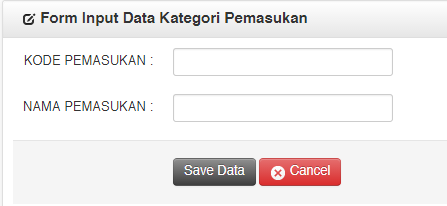 Form Input Data Kategori Pemasukan
KODE PEMASUKAN :
NAMA PEMASUKAN :
Save Data Cancel